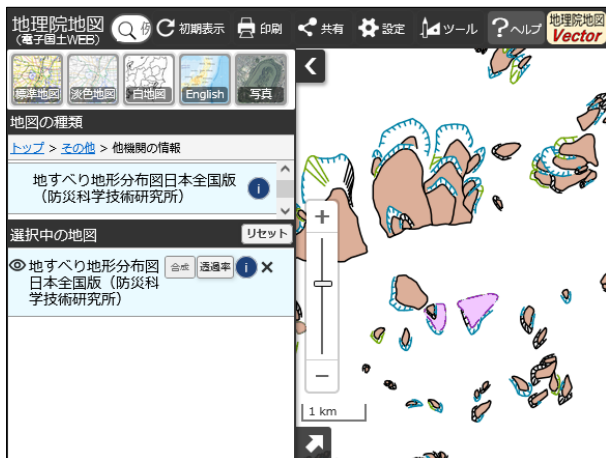 地理院地図
(電子国土WEB)
初期表示
印刷
共有
設定
ツール
ヘルプ
地理院地図
Vector
標準地図
淡色地図
白地図
English
写真
地図の種類
トップ > その他 > 他機関の情報
地すべり地形分布図日本全国版
（防災科学技術研究所）
選択中の地図
リセット
地すべり地形分布図
日本全国版（防災科
学技術研究所）
合成
透過率
1 km